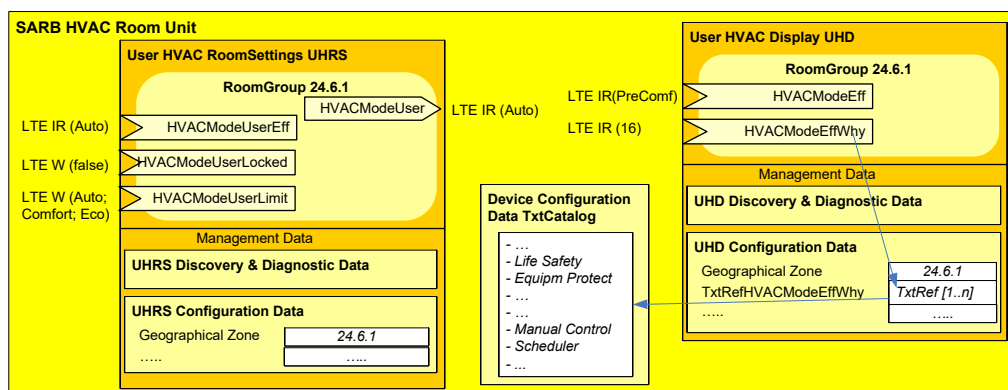 SARB HVAC Room Unit
User HVAC RoomSettings UHRS
RoomGroup 24.6.1
HVACModeUser
LTE IR (Auto)
LTE IR (Auto)
HVACModeUserEff
LTE W (false)
HVACModeUserLocked
LTE W (Auto;
Comfort; Eco)
HVACModeUserLimit
Management Data
UHRS Discovery & Diagnostic Data
UHRS Configuration Data
Geographical Zone
24.6.1
…..
…..
Device Configuration
Data TxtCatalog
- …
- Life Safety
- Equipm Protect
- …
- …
- Manual Control
- Scheduler
- ...
User HVAC Display UHD
RoomGroup 24.6.1
LTE IR(PreComf)
HVACModeEff
LTE IR (16)
HVACModeEffWhy
Management Data
UHD Discovery & Diagnostic Data
UHD Configuration Data
Geographical Zone
24.6.1
TxtRefHVACModeEffWhy
TxtRef [1..n]
…..
…..